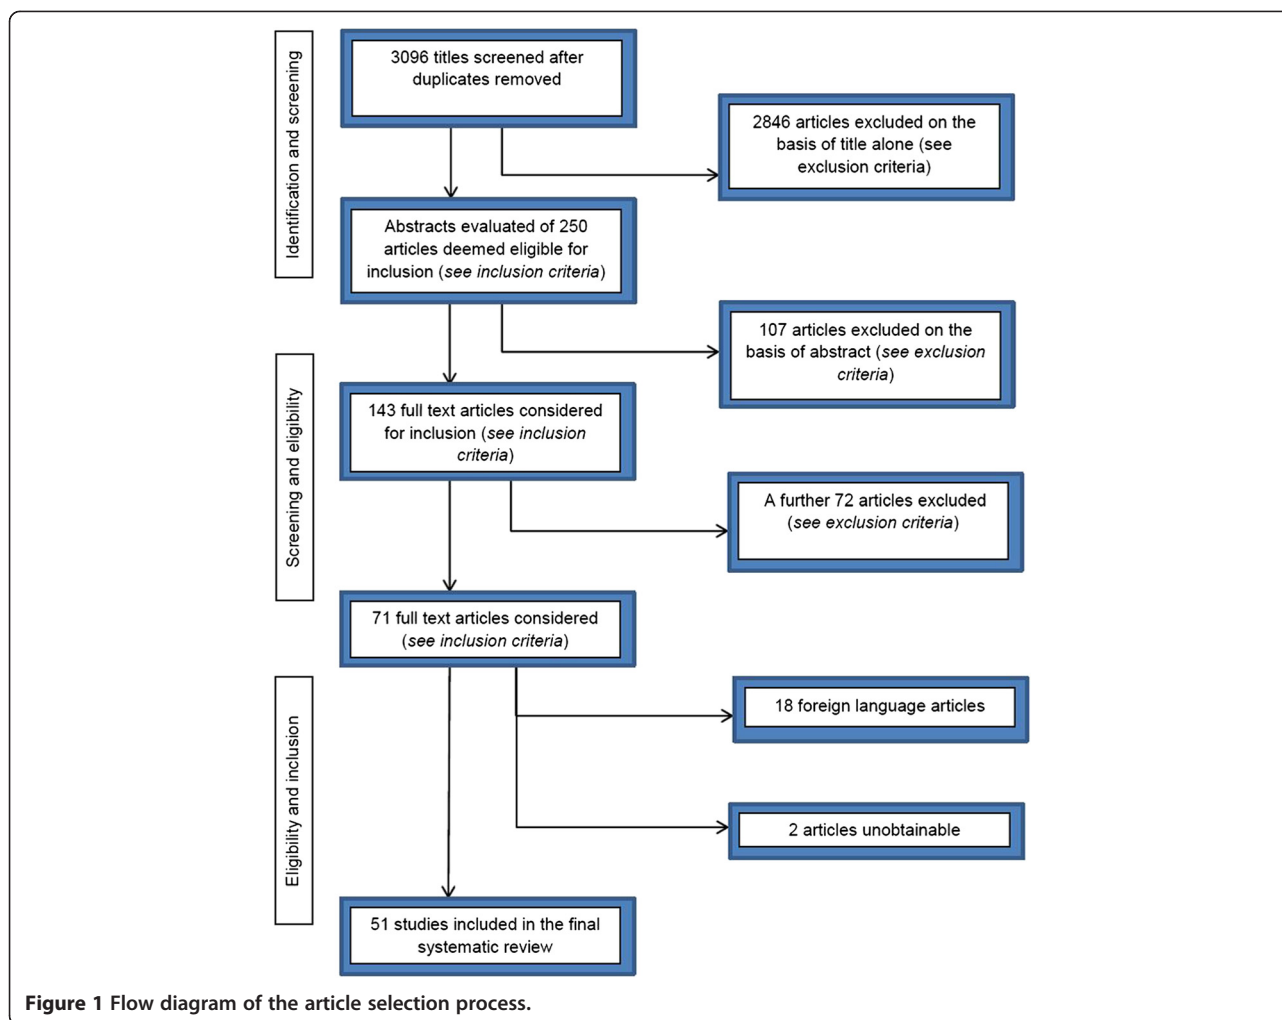 Identification and screening
3096 titles screened after
duplicates removed
2846 articles excluded on the
basis of title alone (see
exclusion criteria)
Abstracts evaluated of 250
articles deemed eligible for
inclusion (see inclusion criteria)
107 articles excluded on the
basis of abstract (see exclusion
criteria)
Screening and eligibility
143 full text articles considered
for inclusion (see inclusion
criteria)
A further 72 articles excluded
(see exclusion criteria)
71 full text articles considered
(see inclusion criteria)
Eligibility and inclusion
18 foreign language articles
2 articles unobtainable
51 studies included in the final
systematic review
Figure 1 Flow diagram of the article selection process.